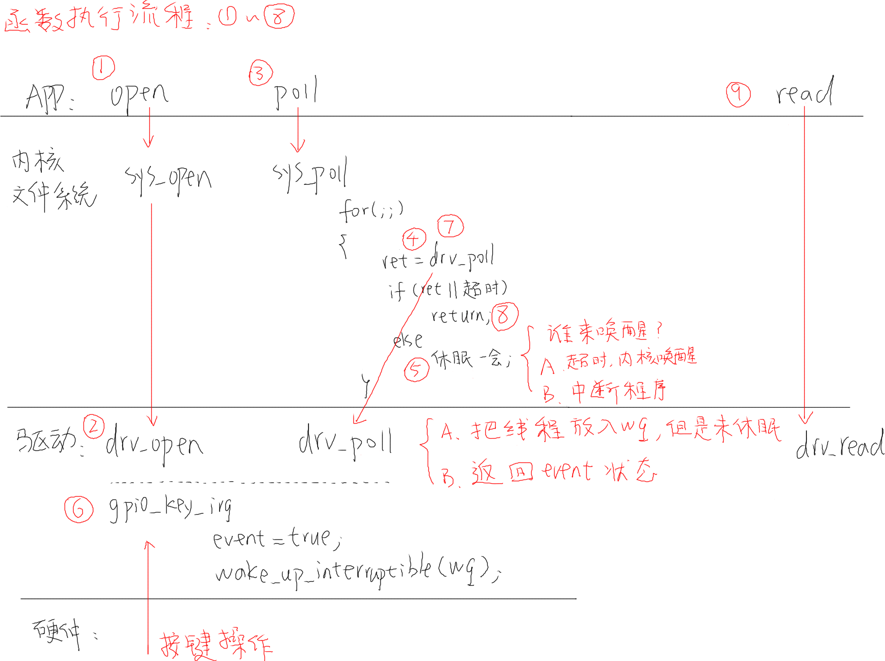 函数执行流程:①~⑧
① ③ ⑨
APP: open poll read
内核
文件系统
sys_open sys_poll
for(;;)
{
④ ⑦
ret = drv_poll
if (ret || 超时)
return; ⑧
else
⑤ 休眠一会;
}
谁来唤醒?
A. 超时,内核唤醒
B. 中断程序
驱动: ② drv_open drv_poll drv_read
A. 把线程放入wq,但是未休眠
B. 返回event状态
⑥ gpio_key_irq
event=true;
wake_up_interruptible(wq);
硬件:
按键操作